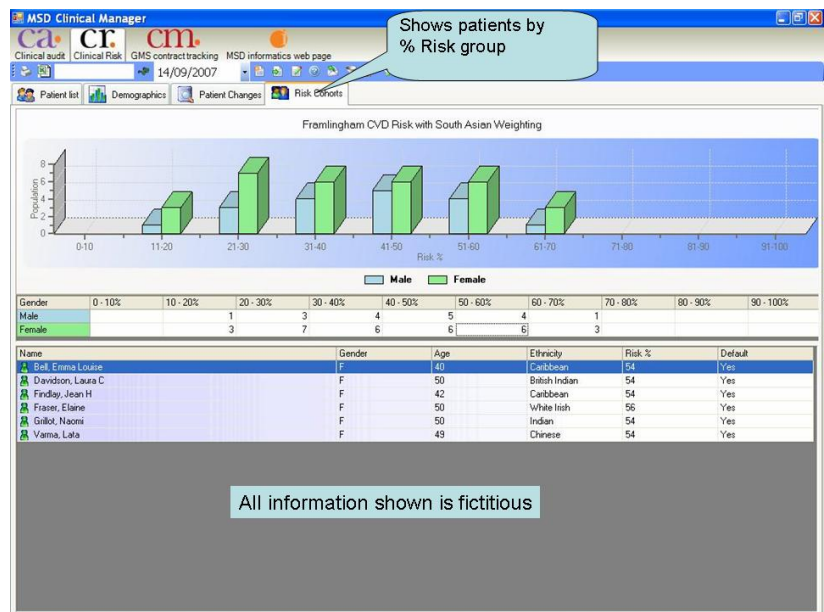 MSD Clinical Manager
Shows patients by
% Risk group
ca. cr. cm.
Clinical audit Clinical Risk GMS contract tracking MSD informatics web page
14/09/2007
Patient list Demographics Patient Changes Risk Cohorts
Framlingham CVD Risk with South Asian Weighting
Population
8
6
4
2
0
0-10 11-20 21-30 31-40 41-50 51-60 61-70 71-80 81-90 91-100
Risk %
Male Female
Gender 0 - 10% 10 - 20% 20 - 30% 30 - 40% 40 - 50% 50 - 60% 60 - 70% 70 - 80% 80 - 90% 90 - 100%
Male 1 3 4 5 4 1
Female 3 7 6 6 6 3
Name Gender Age Ethnicity Risk % Default
Bell, Emma Louise F 40 Caribbean 54 Yes
Davidson, Laura C F 50 British Indian 54 Yes
Findlay, Jean H F 42 Caribbean 54 Yes
Fraser, Elaine F 50 White Irish 56 Yes
Grillot, Naomi F 50 Indian 54 Yes
Varma, Lata F 49 Chinese 54 Yes
All information shown is fictitious